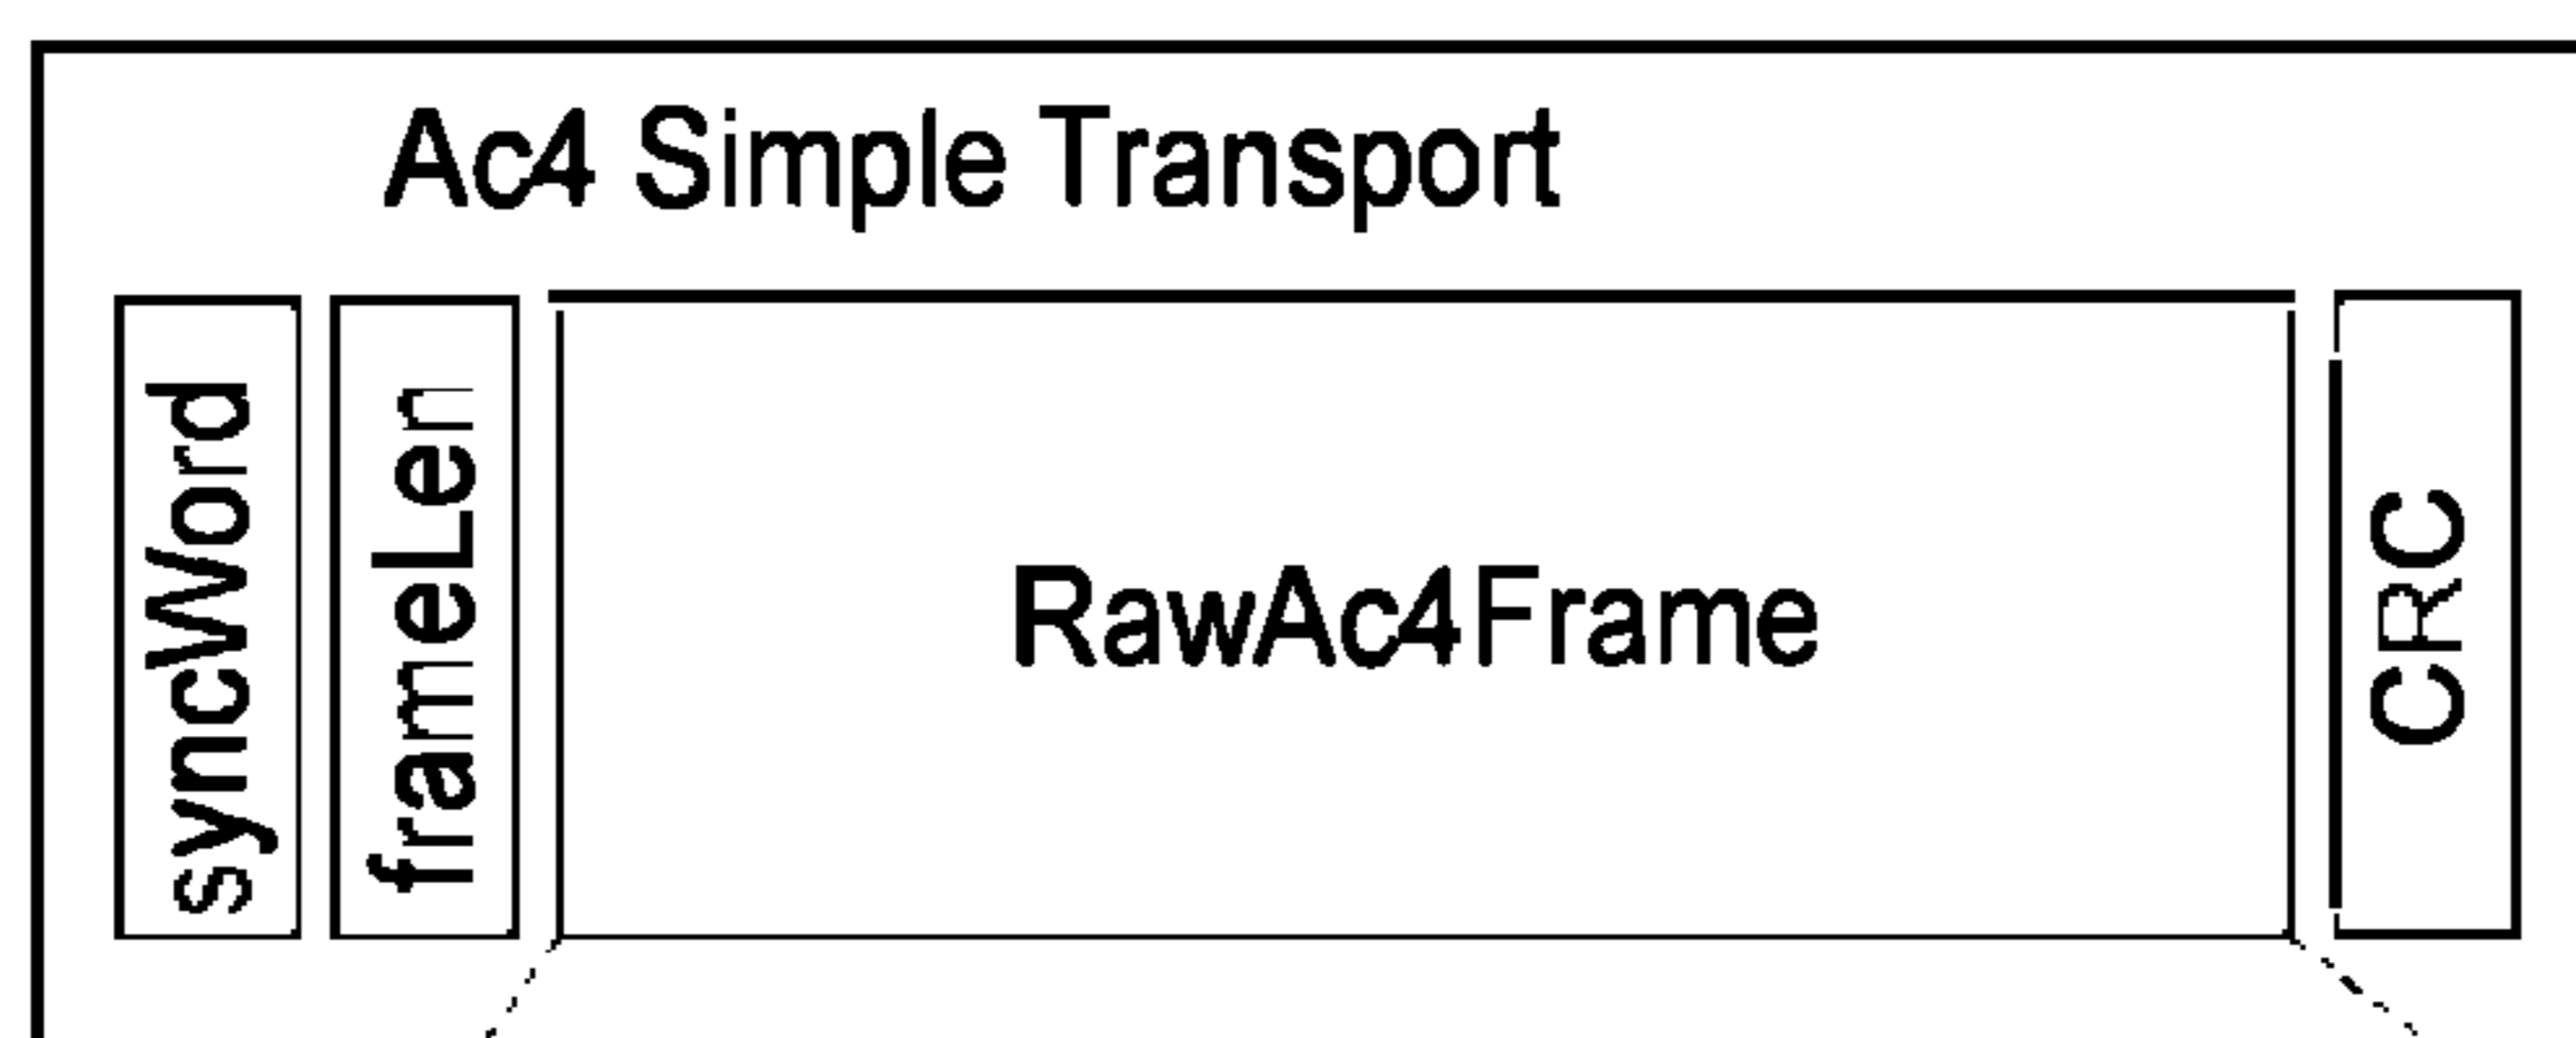 Ac4 Simple Transport
syncWord
frameLen
RawAc4Frame
CRC